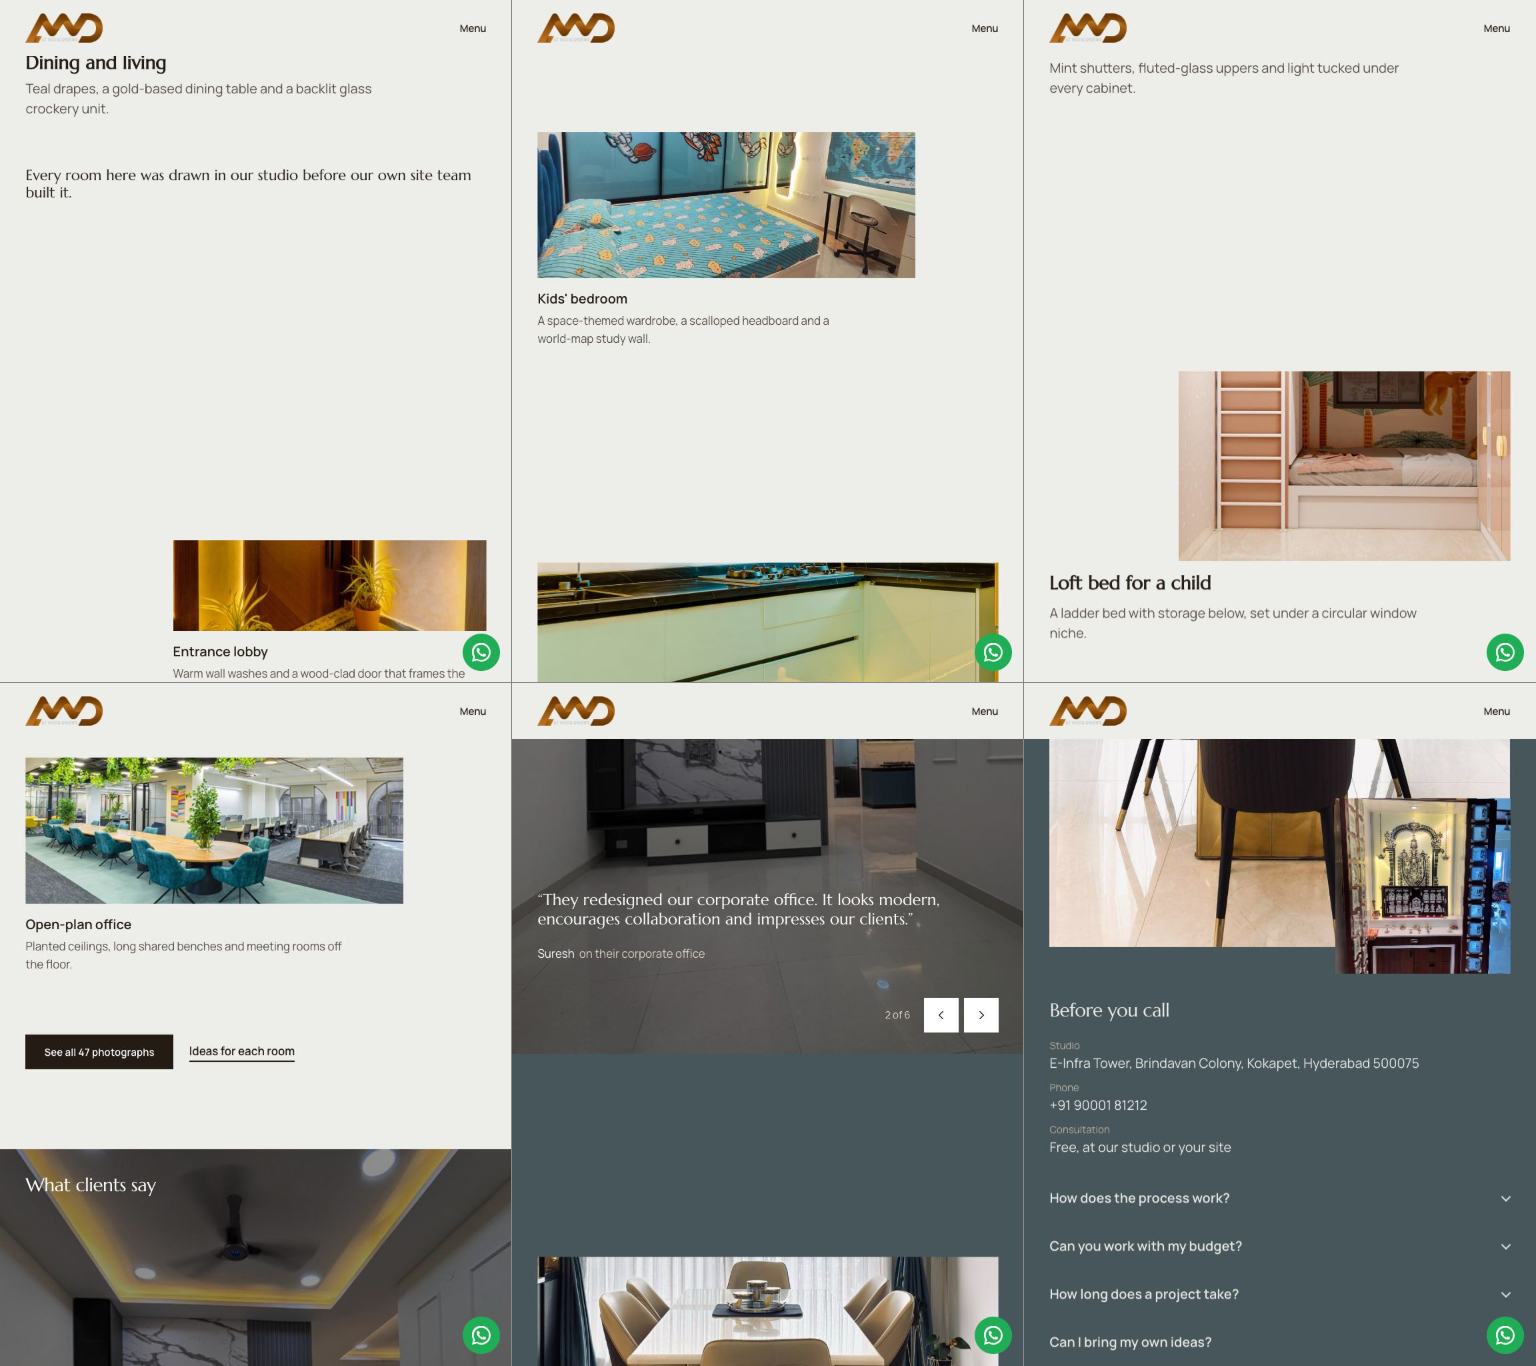 Menu
Dining and living
Teal drapes, a gold-based dining table and a backlit glass
crockery unit.
Every room here was drawn in our studio before our own site team
built it.
Entrance lobby
Warm wall washes and a wood-clad door that frames the
Menu
Kids' bedroom
A space-themed wardrobe, a scalloped headboard and a
world-map study wall.
Menu
Mint shutters, fluted-glass uppers and light tucked under
every cabinet.
Loft bed for a child
A ladder bed with storage below, set under a circular window
niche.
Menu
Open-plan office
Planted ceilings, long shared benches and meeting rooms off
the floor.
See all 47 photographs
Ideas for each room
What clients say
Menu
“They redesigned our corporate office. It looks modern,
encourages collaboration and impresses our clients.”
Suresh on their corporate office
2 of 6
Menu
Before you call
Studio
E-Infra Tower, Brindavan Colony, Kokapet, Hyderabad 500075
Phone
+91 90001 81212
Consultation
Free, at our studio or your site
How does the process work?
Can you work with my budget?
How long does a project take?
Can I bring my own ideas?